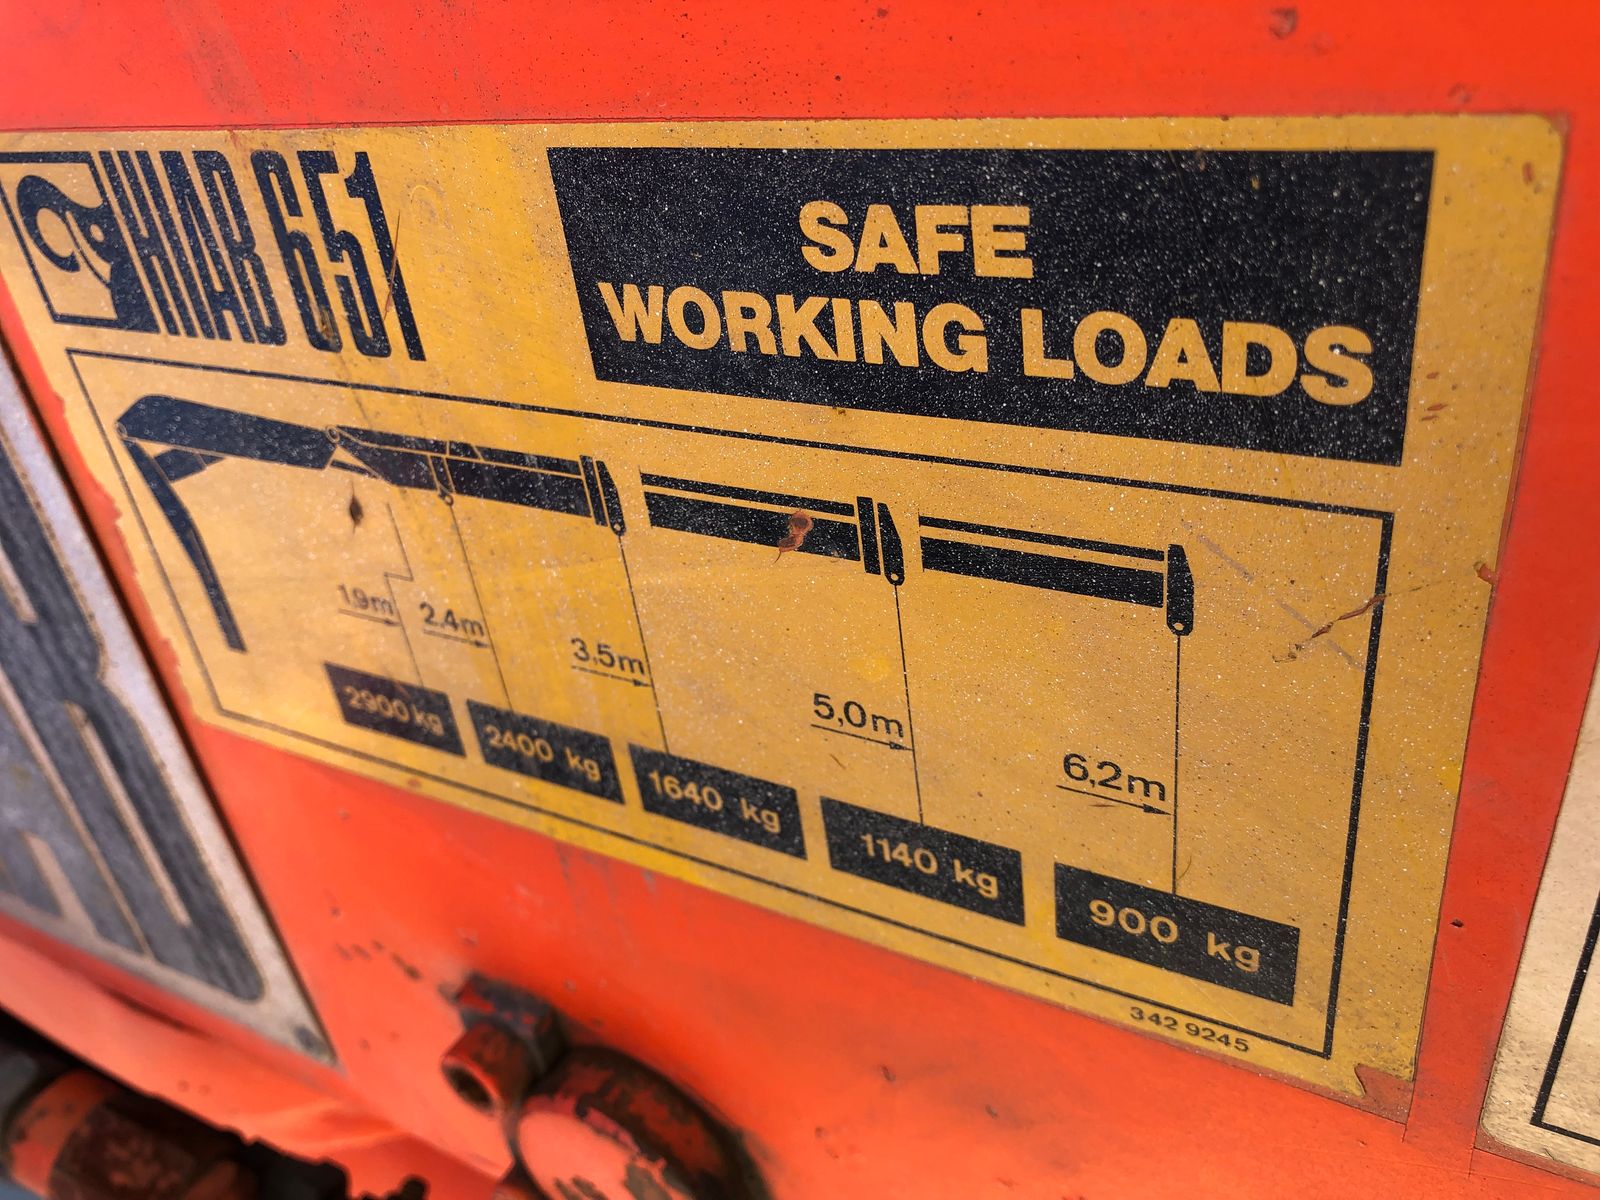 HIAB 651
SAFE
WORKING LOADS
1,9m
2.4m
3,5m
5,0m
6,2m
2900 kg
2400 kg
1640 kg
1140 kg
900 kg
342 9245